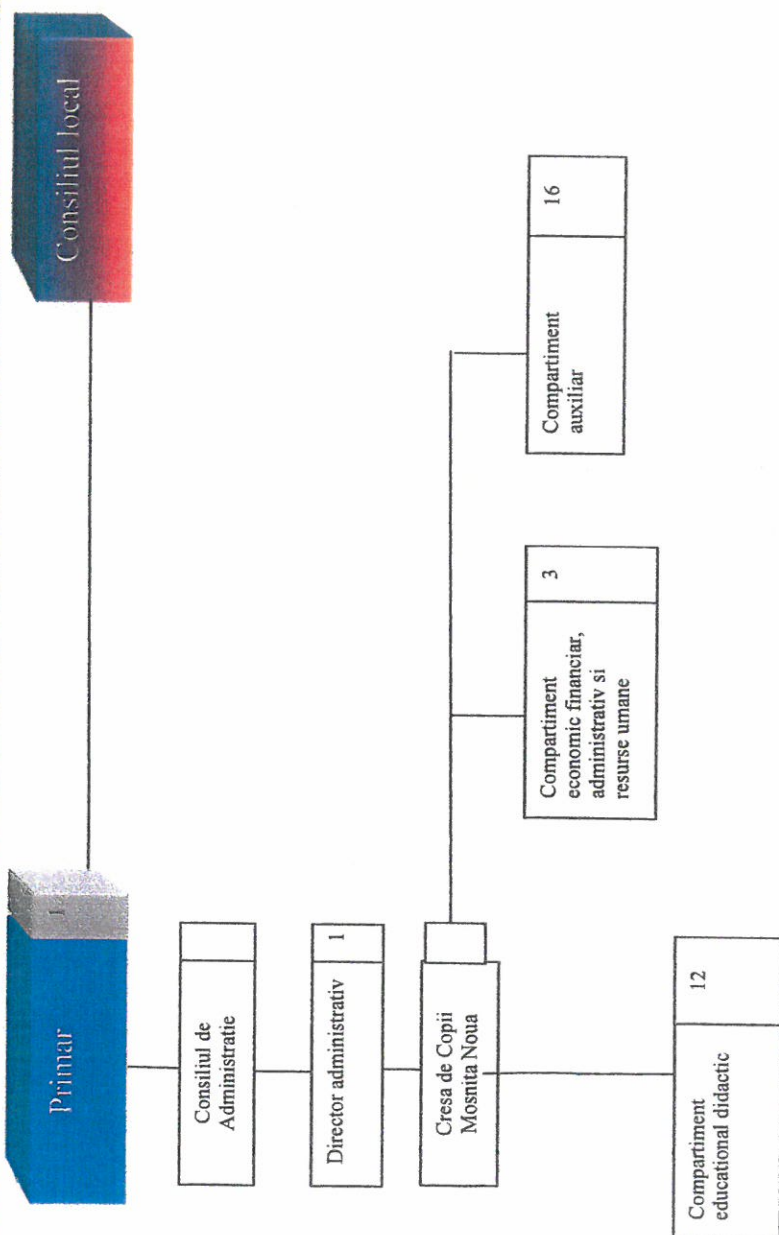 Primar
1
Consiliul local
Consiliul de
Administratie
Director administrativ
1
Cresa de Copii
Mosnita Noua
Compartiment
educational didactic
12
Compartiment
economic financiar,
administrativ si
resurse umane
3
Compartiment
auxiliar
16